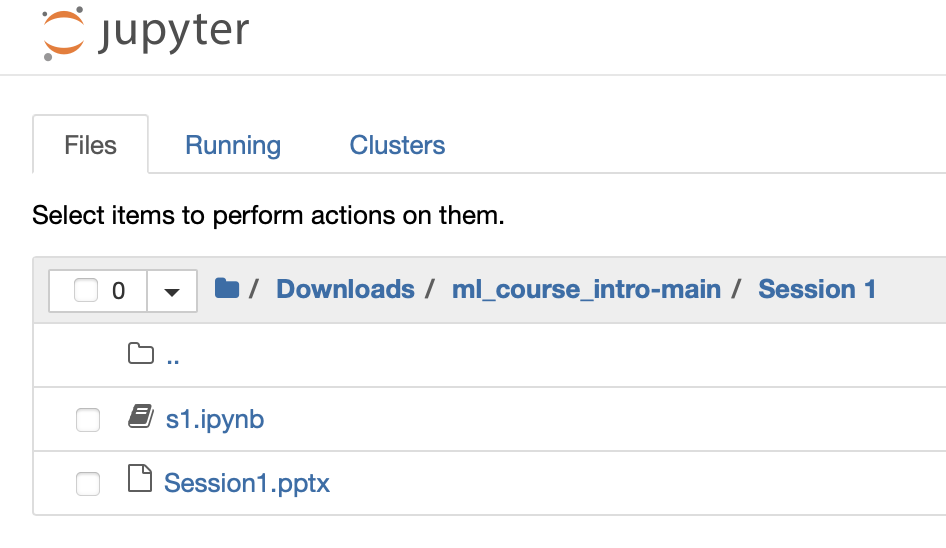 jupyter
Files Running Clusters
Select items to perform actions on them.
0 / Downloads / ml_course_intro-main / Session 1
..
s1.ipynb
Session1.pptx